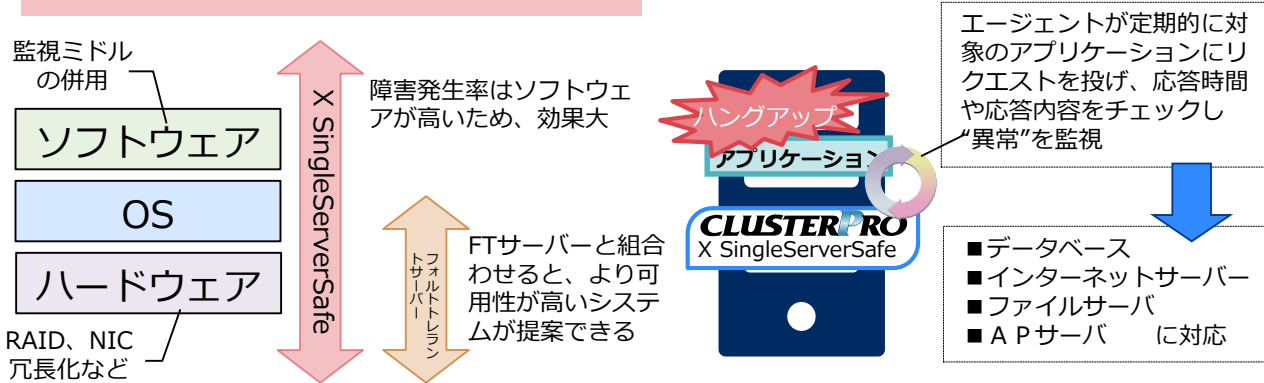 監視ミドル
の併用
ソフトウェア
OS
ハードウェア
RAID、NIC
冗長化など
X SingleServerSafe
障害発生率はソフトウェ
アが高いため、効果大
フォルトトレラン
トサーバー
FTサーバーと組合
わせると、より可
用性が高いシステ
ムが提案できる
ハングアップ
アプリケーション
CLUSTERPRO
X SingleServerSafe
エージェントが定期的に対
象のアプリケーションにリ
クエストを投げ、応答時間
や応答内容をチェックし
“異常”を監視
■データベース
■インターネットサーバー
■ファイルサーバ
■ＡＰサーバ　　に対応